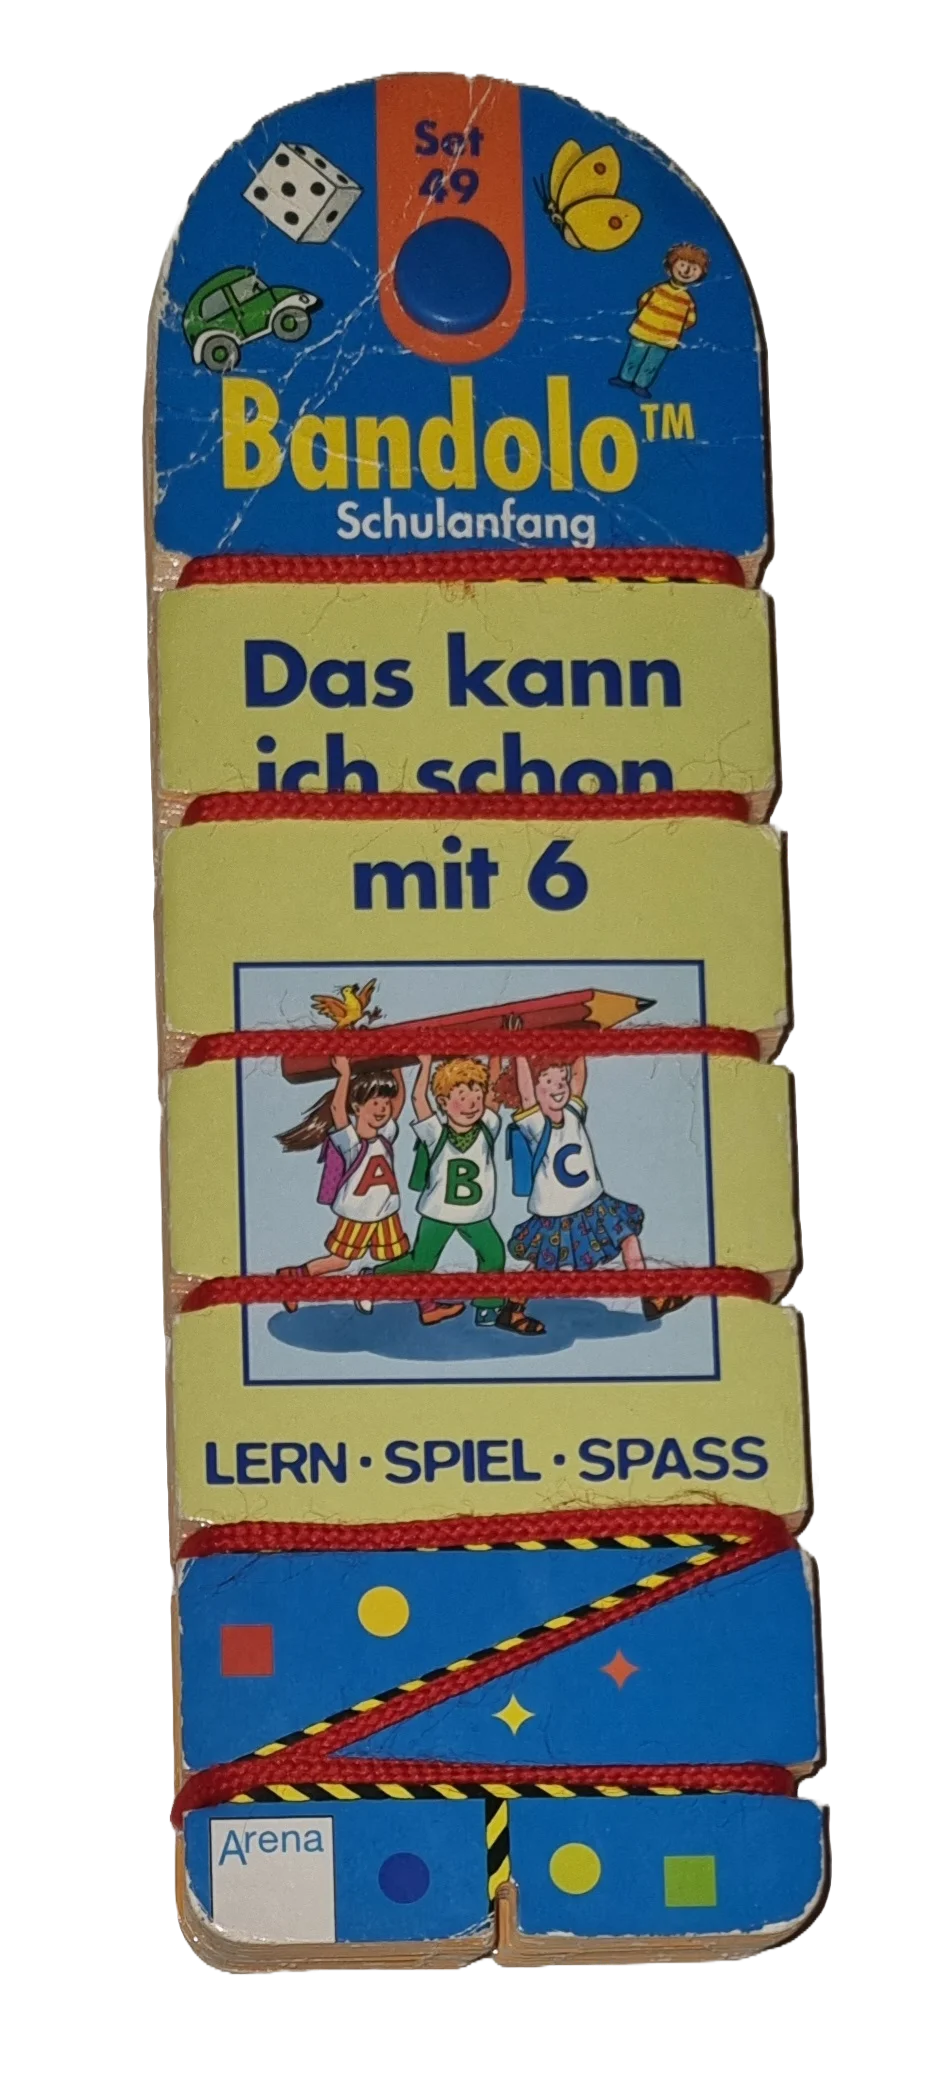 Set
49
Bandolo™
Schulanfang
Das kann
ich schon
mit 6
A B C
LERN · SPIEL · SPASS
Arena